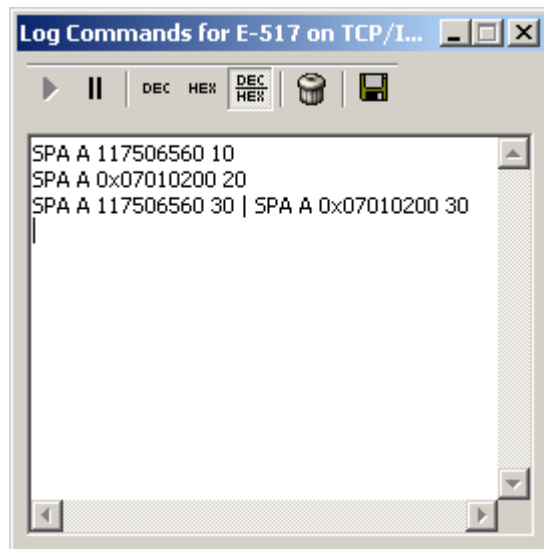 Log Commands for E-517 on TCP/I...
DEC HEX DEC HEX
SPA A 117506560 10
SPA A 0x07010200 20
SPA A 117506560 30 | SPA A 0x07010200 30